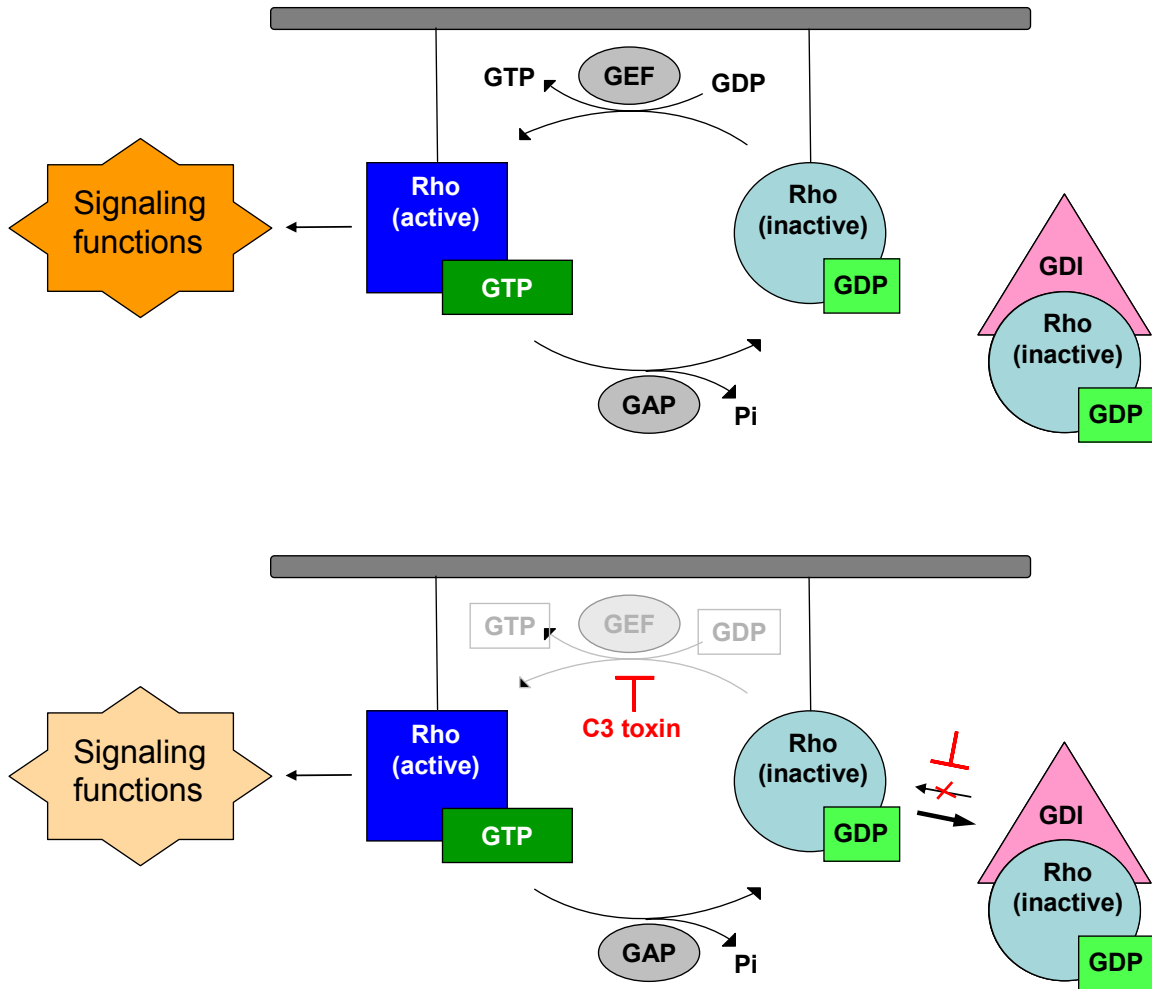 GTP
GEF
GDP
Signaling
functions
Rho
(active)
GTP
Rho
(inactive)
GDP
GDI
Rho
(inactive)
GDP
GAP
Pi
GTP
GEF
GDP
C3 toxin
Signaling
functions
Rho
(active)
GTP
Rho
(inactive)
GDP
GDI
Rho
(inactive)
GDP
GAP
Pi